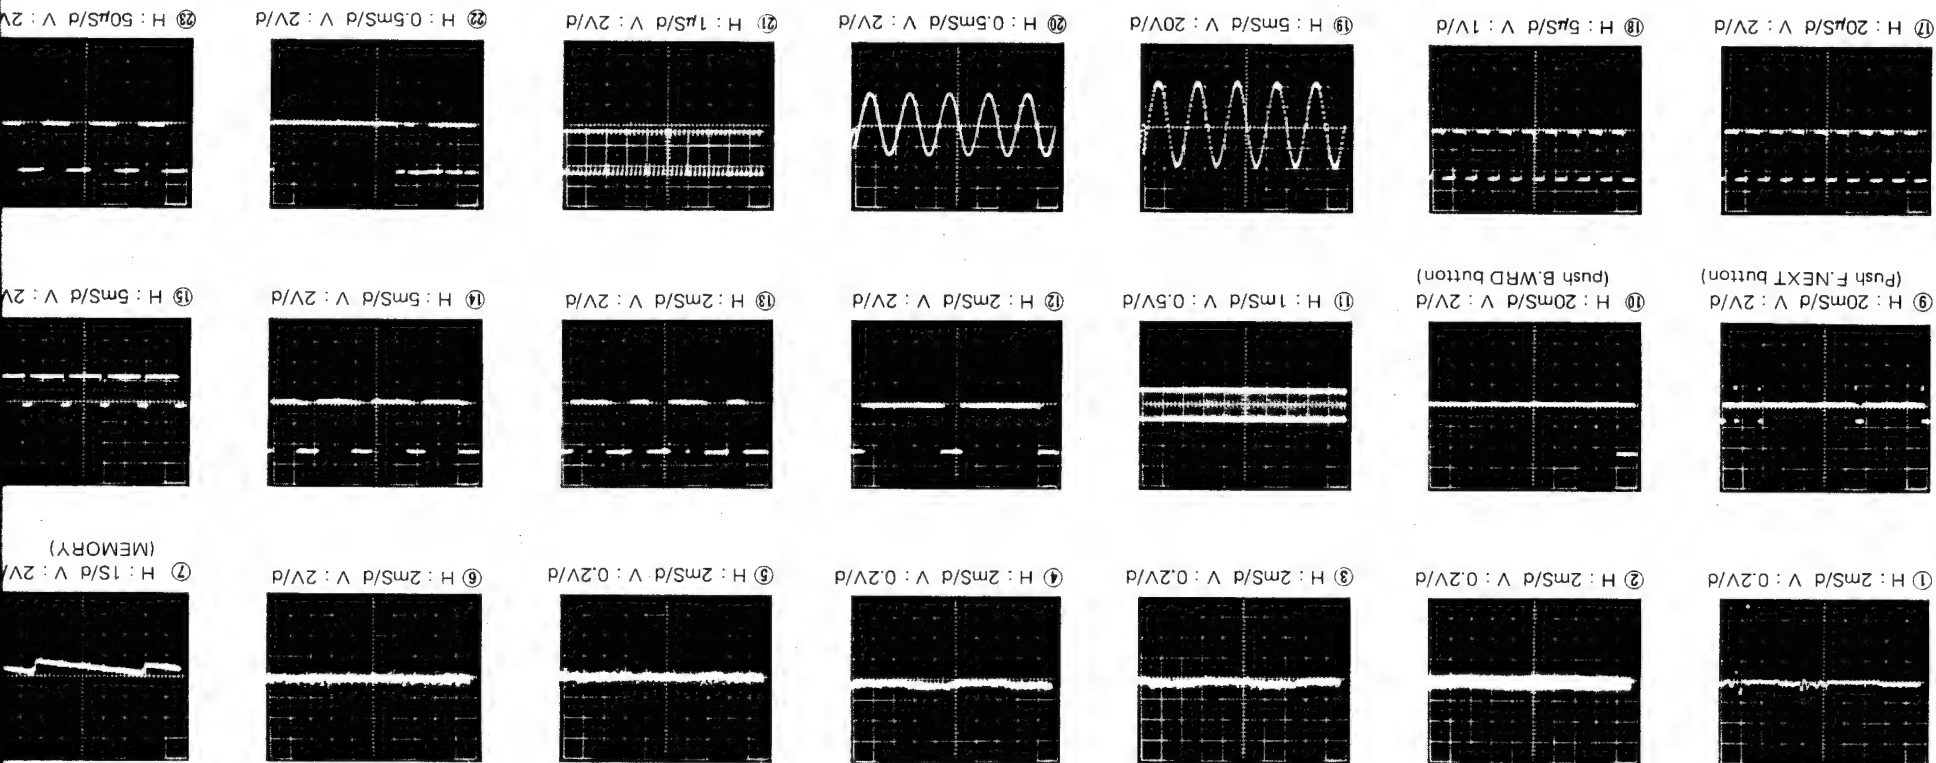 ① H : 2mS/d V : 0.2V/d
② H : 2mS/d V : 0.2V/d
③ H : 2mS/d V : 0.2V/d
④ H : 2mS/d V : 0.2V/d
⑤ H : 2mS/d V : 0.2V/d
⑥ H : 2mS/d V : 2V/d
⑦ H : 1S/d V : 2V/
(MEMORY)
⑨ H : 20mS/d V : 2V/d
(Push F.NEXT button)
⑩ H : 20mS/d V : 2V/d
(push B.WRD button)
⑪ H : 1mS/d V : 0.5V/d
⑫ H : 2mS/d V : 2V/d
⑬ H : 2mS/d V : 2V/d
⑭ H : 5mS/d V : 2V/d
⑮ H : 5mS/d V : 2V
⑰ H : 20µS/d V : 2V/d
⑱ H : 5µS/d V : 1V/d
⑲ H : 5mS/d V : 20V/d
⑳ H : 0.5mS/d V : 2V/d
㉑ H : 1µS/d V : 2V/d
㉒ H : 0.5mS/d V : 2V/d
㉓ H : 50µS/d V : 2V